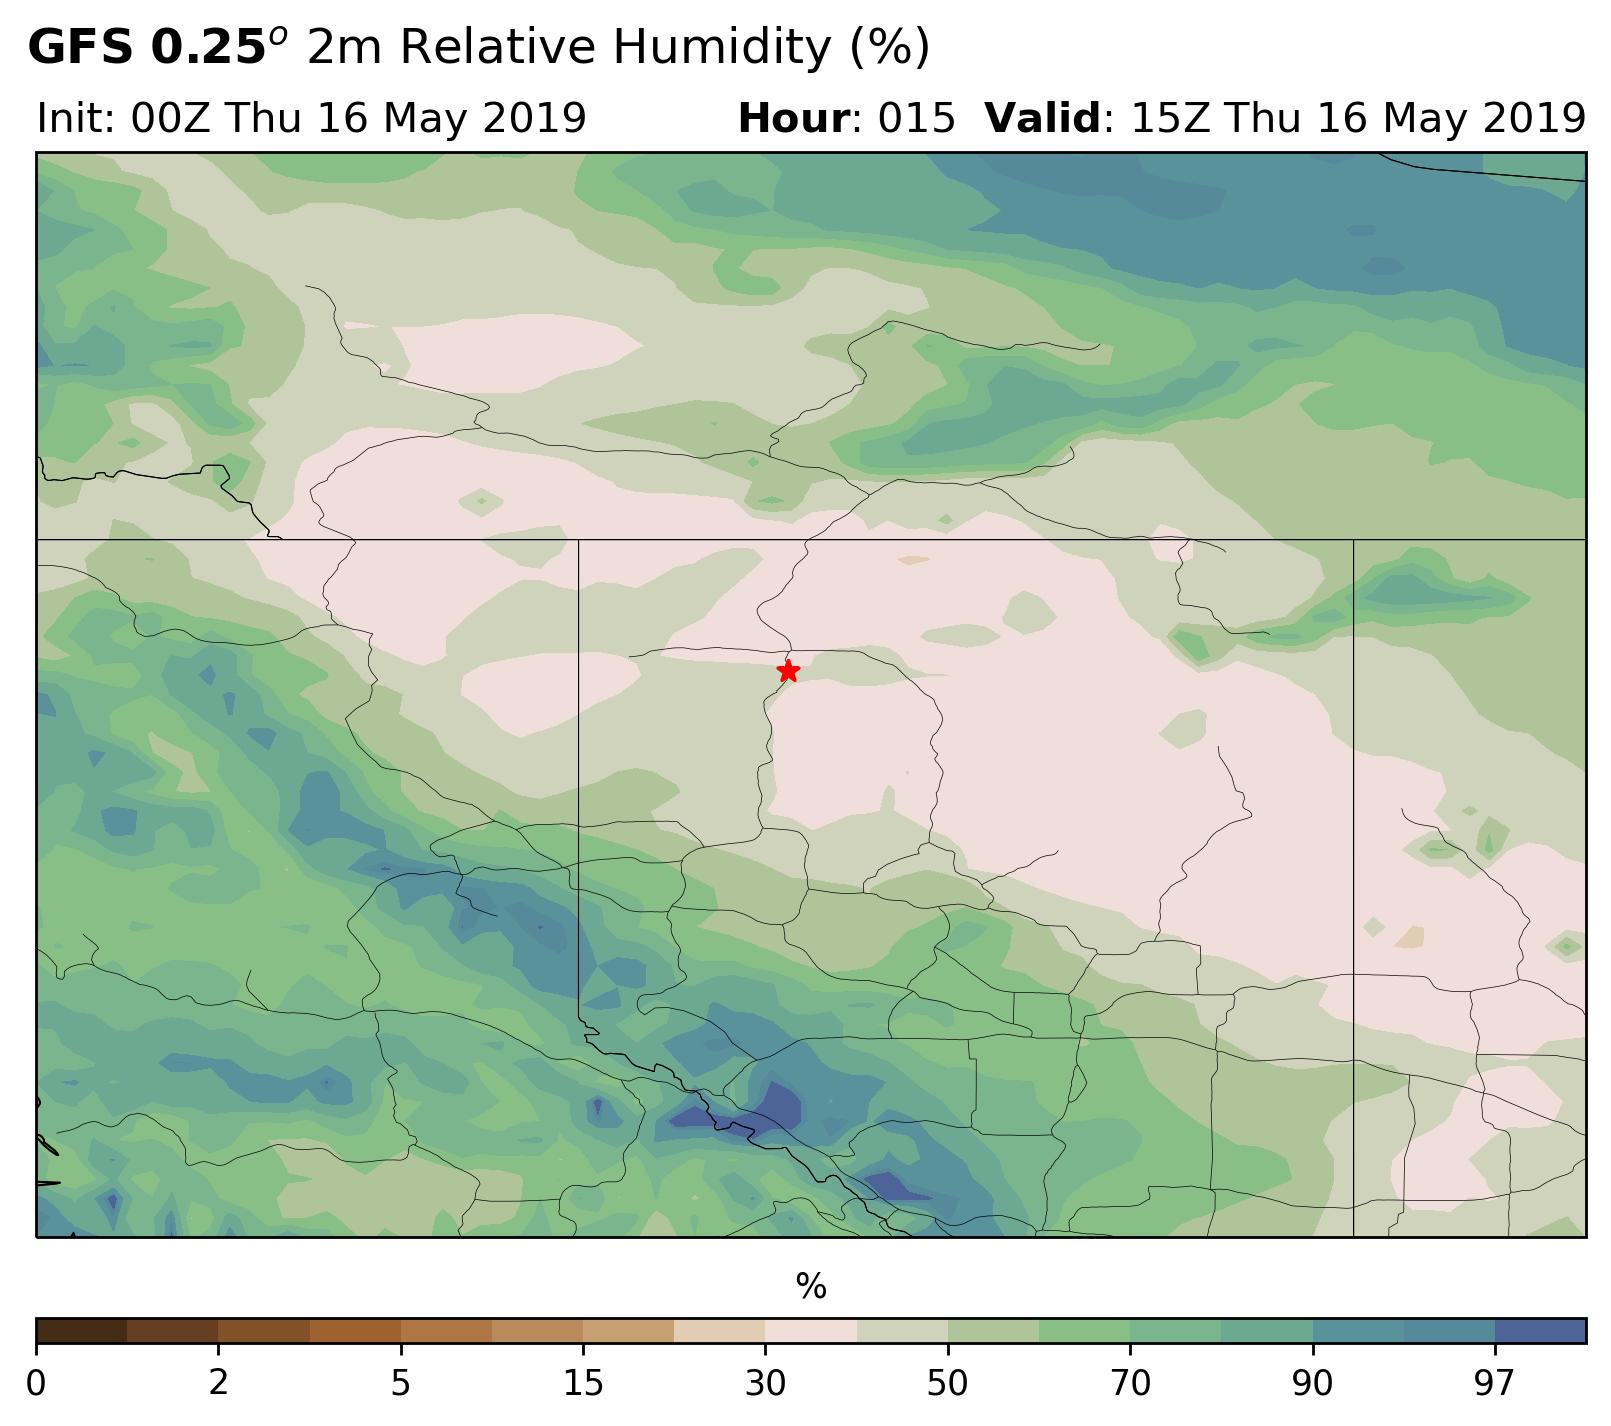 GFS 0.25° 2m Relative Humidity (%)
Init: 00Z Thu 16 May 2019 Hour: 015 Valid: 15Z Thu 16 May 2019
%
0 2 5 15 30 50 70 90 97